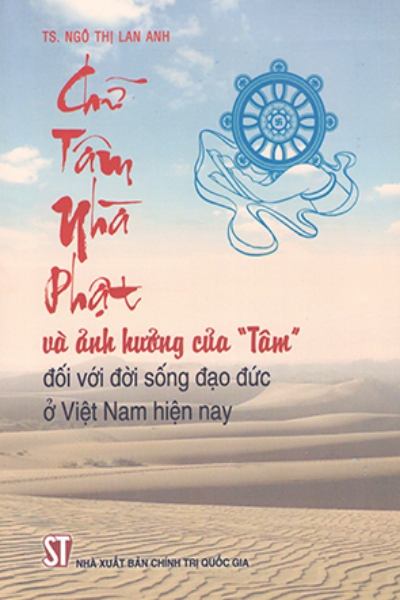 TS. NGÔ THỊ LAN ANH
Chữ
Tâm
Nhà
Phật
và ảnh hưởng của "Tâm"
đối với đời sống đạo đức
ở Việt Nam hiện nay
ST NHÀ XUẤT BẢN CHÍNH TRỊ QUỐC GIA